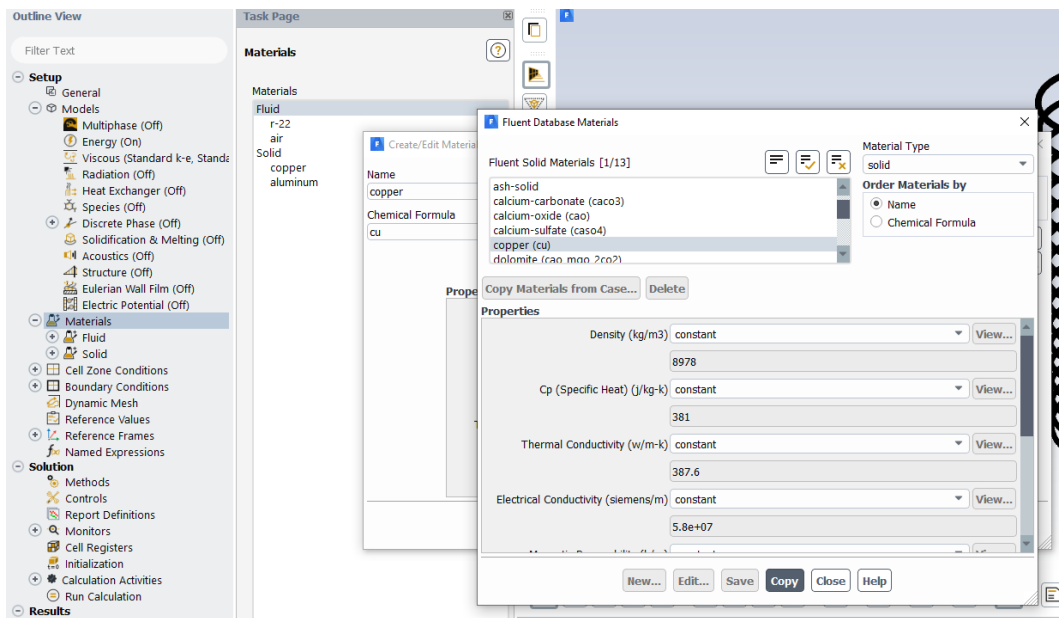 Outline View
Filter Text
Setup
General
Models
Multiphase (Off)
Energy (On)
Viscous (Standard k-e, Standa
Radiation (Off)
Heat Exchanger (Off)
Species (Off)
Discrete Phase (Off)
Solidification & Melting (Off)
Acoustics (Off)
Structure (Off)
Eulerian Wall Film (Off)
Electric Potential (Off)
Materials
Fluid
Solid
Cell Zone Conditions
Boundary Conditions
Dynamic Mesh
Reference Values
Reference Frames
Named Expressions
Solution
Methods
Controls
Report Definitions
Monitors
Cell Registers
Initialization
Calculation Activities
Run Calculation
Results
Task Page
Materials
Materials
Fluid
r-22
air
Solid
copper
aluminum
Create/Edit Material
Name
copper
Chemical Formula
cu
Prope
Fluent Database Materials
Fluent Solid Materials [1/13]
ash-solid
calcium-carbonate (caco3)
calcium-oxide (cao)
calcium-sulfate (caso4)
copper (cu)
dolomite (cao_mgo_2co2)
Material Type
solid
Order Materials by
Name
Chemical Formula
Copy Materials from Case... Delete
Properties
Density (kg/m3) constant View...
8978
Cp (Specific Heat) (j/kg-k) constant View...
381
Thermal Conductivity (w/m-k) constant View...
387.6
Electrical Conductivity (siemens/m) constant View...
5.8e+07
New... Edit... Save Copy Close Help